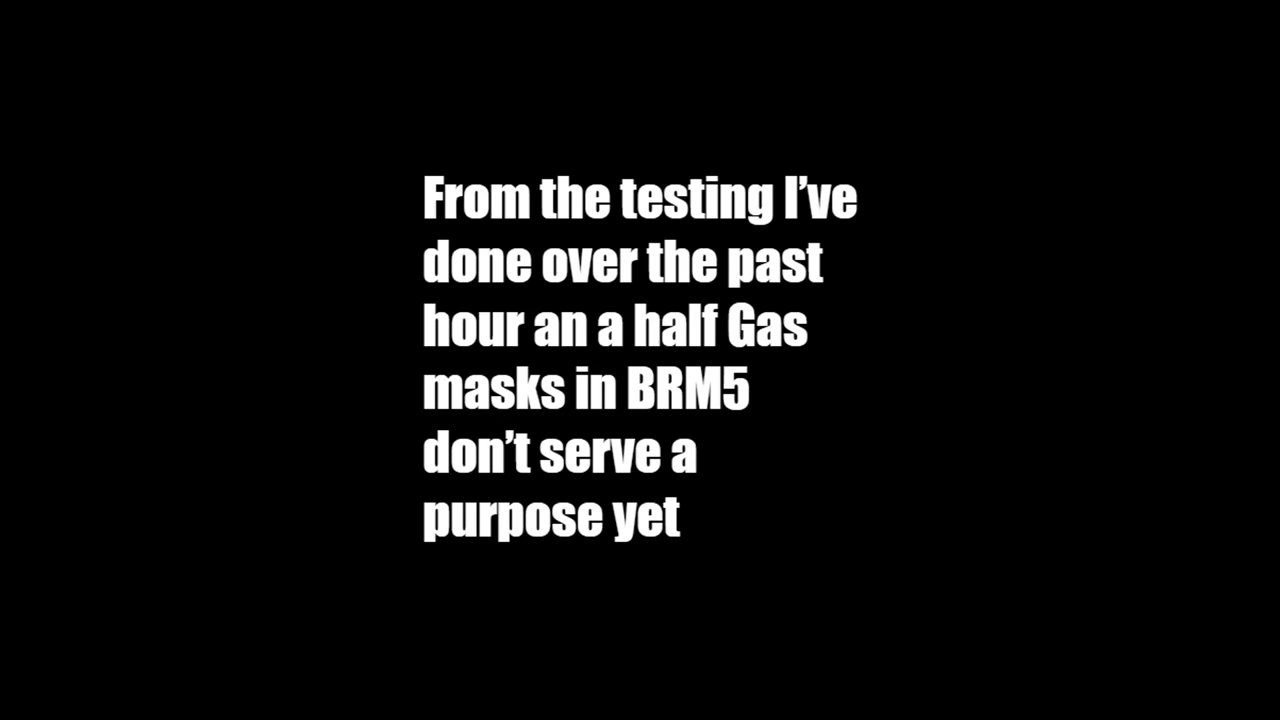 From the testing I’ve
done over the past
hour an a half Gas
masks in BRM5
don’t serve a
purpose yet